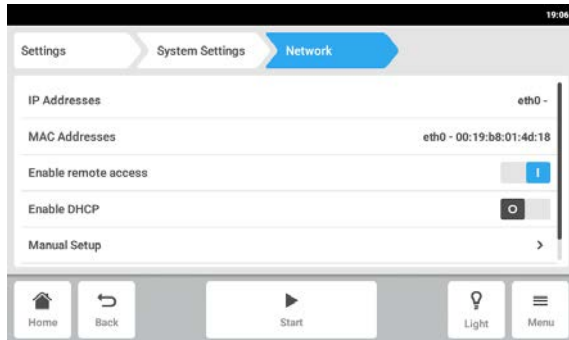 19:06
Settings
System Settings
Network
IP Addresses
eth0 -
MAC Addresses
eth0 - 00:19:b8:01:4d:18
Enable remote access
I
Enable DHCP
O
Manual Setup
Home
Back
Start
Light
Menu